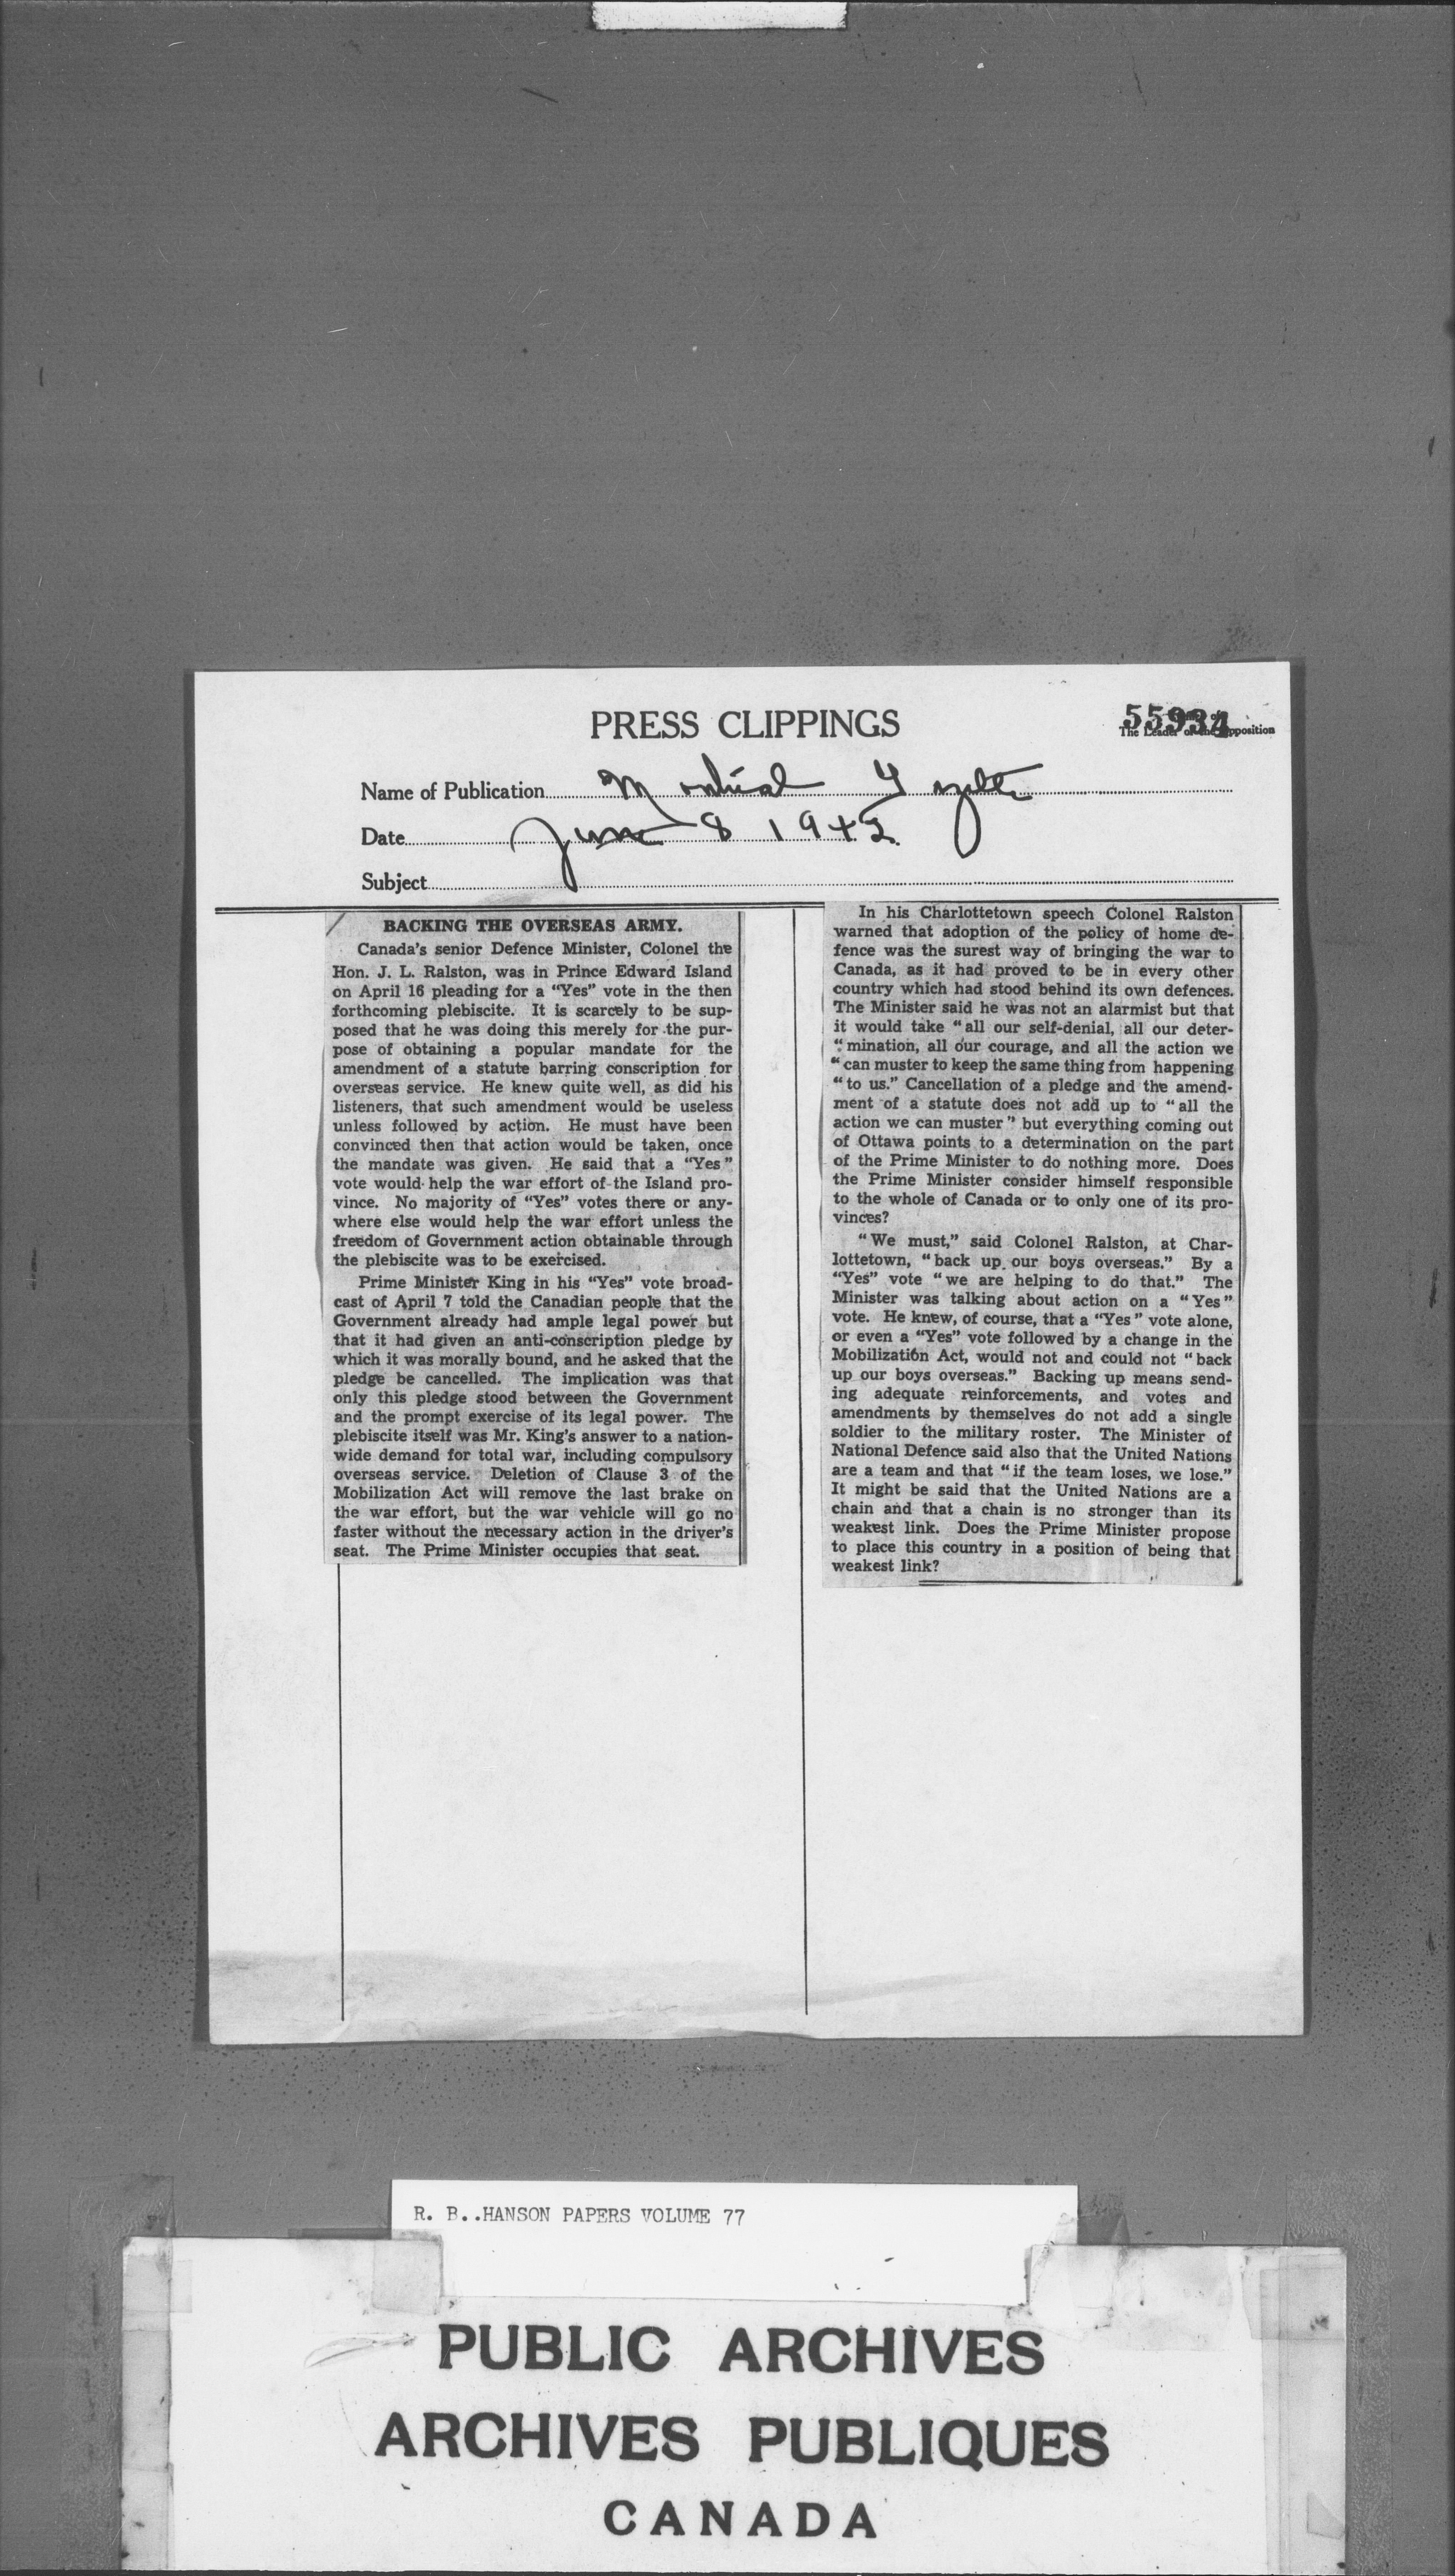 PRESS CLIPPINGS
55934
The Leader of the Opposition
Name of Publication Montreal Gazette
Date June 8 1942
Subject
BACKING THE OVERSEAS ARMY.
Canada's senior Defence Minister, Colonel the
Hon. J. L. Ralston, was in Prince Edward Island
on April 16 pleading for a "Yes" vote in the then
forthcoming plebiscite. It is scarcely to be sup-
posed that he was doing this merely for the pur-
pose of obtaining a popular mandate for the
amendment of a statute barring conscription for
overseas service. He knew quite well, as did his
listeners, that such amendment would be useless
unless followed by action. He must have been
convinced then that action would be taken, once
the mandate was given. He said that a "Yes"
vote would help the war effort of the Island pro-
vince. No majority of "Yes" votes there or any-
where else would help the war effort unless the
freedom of Government action obtainable through
the plebiscite was to be exercised.
Prime Minister King in his "Yes" vote broad-
cast of April 7 told the Canadian people that the
Government already had ample legal power but
that it had given an anti-conscription pledge by
which it was morally bound, and he asked that the
pledge be cancelled. The implication was that
only this pledge stood between the Government
and the prompt exercise of its legal power. The
plebiscite itself was Mr. King's answer to a nation-
wide demand for total war, including compulsory
overseas service. Deletion of Clause 3 of the
Mobilization Act will remove the last brake on
the war effort, but the war vehicle will go no
faster without the necessary action in the driver's
seat. The Prime Minister occupies that seat.
In his Charlottetown speech Colonel Ralston
warned that adoption of the policy of home de-
fence was the surest way of bringing the war to
Canada, as it had proved to be in every other
country which had stood behind its own defences.
The Minister said he was not an alarmist but that
it would take "all our self-denial, all our deter-
"mination, all our courage, and all the action we
"can muster to keep the same thing from happening
"to us." Cancellation of a pledge and the amend-
ment of a statute does not add up to "all the
action we can muster" but everything coming out
of Ottawa points to a determination on the part
of the Prime Minister to do nothing more. Does
the Prime Minister consider himself responsible
to the whole of Canada or to only one of its pro-
vinces?
"We must," said Colonel Ralston, at Char-
lottetown, "back up our boys overseas." By a
"Yes" vote "we are helping to do that." The
Minister was talking about action on a "Yes"
vote. He knew, of course, that a "Yes" vote alone,
or even a "Yes" vote followed by a change in the
Mobilization Act, would not and could not "back
up our boys overseas." Backing up means send-
ing adequate reinforcements, and votes and
amendments by themselves do not add a single
soldier to the military roster. The Minister of
National Defence said also that the United Nations
are a team and that "if the team loses, we lose."
It might be said that the United Nations are a
chain and that a chain is no stronger than its
weakest link. Does the Prime Minister propose
to place this country in a position of being that
weakest link?
R. B..HANSON PAPERS VOLUME 77
PUBLIC ARCHIVES
ARCHIVES PUBLIQUES
CANADA